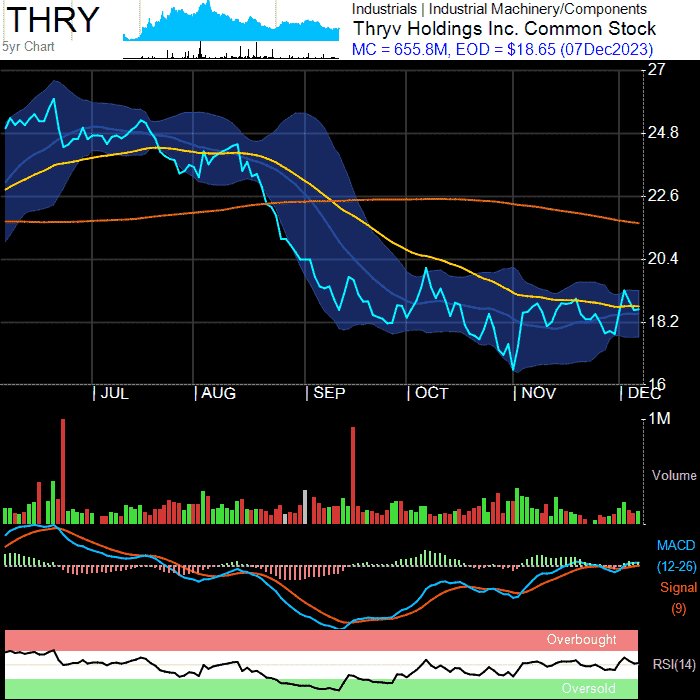 THRY
5yr Chart
Industrials | Industrial Machinery/Components
Thryv Holdings Inc. Common Stock
MC = 655.8M, EOD = $18.65 (07Dec2023)
27
24.8
22.6
20.4
18.2
16
| JUL | AUG | SEP | OCT | NOV | DEC
1M
Volume
MACD
(12-26)
Signal
(9)
Overbought
RSI(14)
Oversold